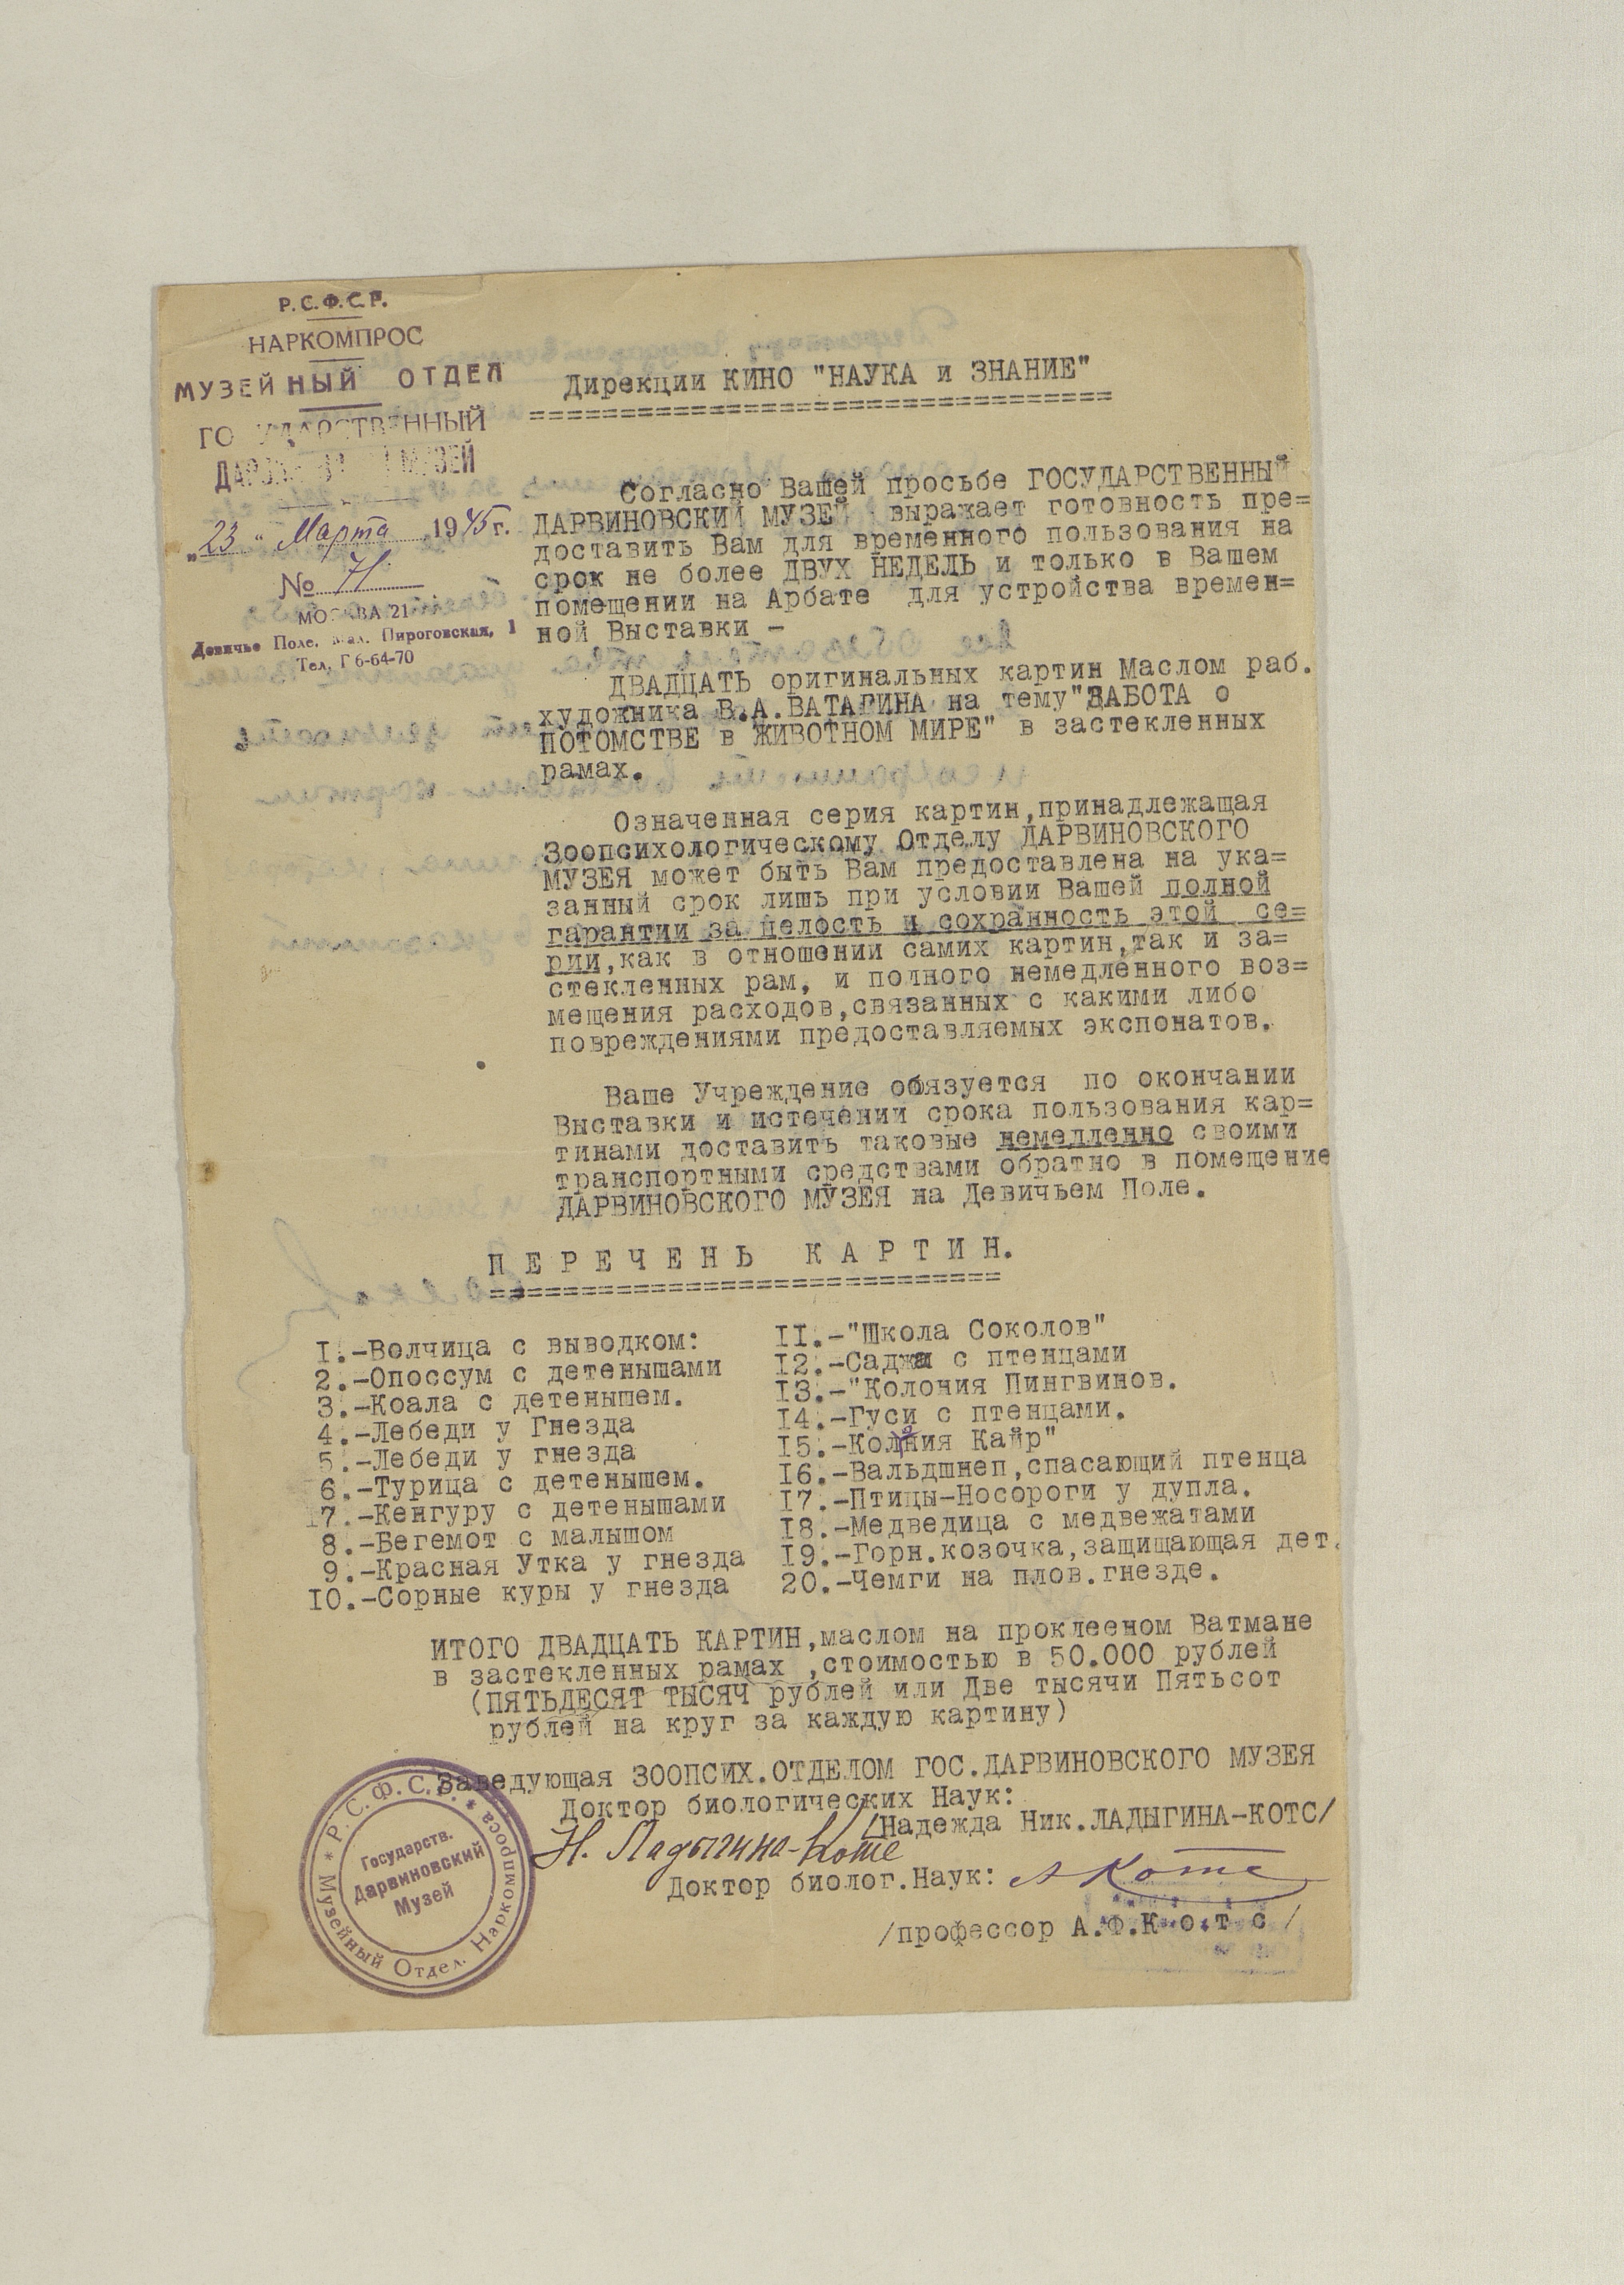 Р.С.Ф.С.Р.
НАРКОМПРОС
МУЗЕЙНЫЙ ОТДЕЛ
ГОСУДАРСТВЕННЫЙ
ДАРВИНОВСКИЙ МУЗЕЙ
„23" Марта 1945 г.
№ 71
МОСКВА 21
Девичье Поле, Мал. Пироговская, 1
Тел. Г 6-64-70
Дирекции КИНО "НАУКА и ЗНАНИЕ"
=================================
Согласно Вашей просьбе ГОСУДАРСТВЕННЫЙ
ДАРВИНОВСКИЙ МУЗЕЙ выражает готовность пре=
доставить Вам для временного пользования на
срок не более ДВУХ НЕДЕЛЬ и только в Вашем
помещении на Арбате для устройства времен=
ной Выставки -
ДВАДЦАТЬ оригинальных картин Маслом раб.
художника В.А.ВАТАГИНА на тему "ЗАБОТА о
ПОТОМСТВЕ в ЖИВОТНОМ МИРЕ" в застекленных
рамах.
Означенная серия картин,принадлежащая
Зоопсихологическому Отделу ДАРВИНОВСКОГО
МУЗЕЯ может быть Вам предоставлена на ука=
занный срок лишь при условии Вашей полной
гарантии за целость и сохранность этой се=
рии,как в отношении самих картин,так и за=
стекленных рам, и полного немедленного воз=
мещения расходов,связанных с какими либо
повреждениями предоставляемых экспонатов.
Ваше Учреждение обязуется по окончании
Выставки и истечении срока пользования кар=
тинами доставить таковые немедленно своими
транспортными средствами обратно в помещение
ДАРВИНОВСКОГО МУЗЕЯ на Девичьем Поле.
П Е Р Е Ч Е Н Ь К А Р Т И Н.
=============================
I.-Волчица с выводком:
2.-Опоссум с детенышами
3.-Коала с детенышем.
4.-Лебеди у Гнезда
5.-Лебеди у гнезда
6.-Турица с детенышем.
7.-Кенгуру с детенышами
8.-Бегемот с малышом
9.-Красная Утка у гнезда
IO.-Сорные куры у гнезда
II.-"Школа Соколов"
I2.-Саджи с птенцами
I3.-"Колония Пингвинов.
I4.-Гуси с птенцами.
I5.-Колония Кайр"
I6.-Вальдшнеп,спасающий птенца
I7.-Птицы-Носороги у дупла.
I8.-Медведица с медвежатами
I9.-Горн.козочка,защищающая дет.
20.-Чемги на плов.гнезде.
ИТОГО ДВАДЦАТЬ КАРТИН,маслом на проклееном Ватмане
в застекленных рамах ,стоимостью в 50.000 рублей
(ПЯТЬДЕСЯТ ТЫСЯЧ рублей или Две тысячи Пятьсот
рублей на круг за каждую картину)
Заведующая ЗООПСИХ.ОТДЕЛОМ ГОС.ДАРВИНОВСКОГО МУЗЕЯ
Доктор биологических Наук:
/Надежда Ник.ЛАДЫГИНА-КОТС/
Н. Ладыгина-Котс
Доктор биолог.Наук: А Котс
/профессор А.Ф.К о т с /
* Р.С.Ф.С.Р. * Музейный Отдел. Наркомпроса
Государств.
Дарвиновский
Музей